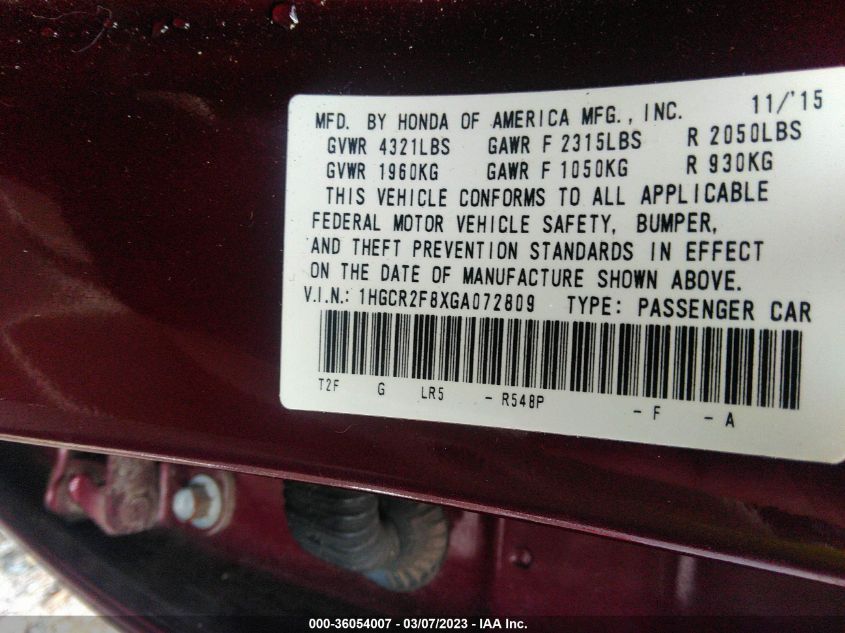 MFD. BY HONDA OF AMERICA MFG., INC. 11/'15
GVWR 4321LBS GAWR F 2315LBS R 2050LBS
GVWR 1960KG GAWR F 1050KG R 930KG
THIS VEHICLE CONFORMS TO ALL APPLICABLE
FEDERAL MOTOR VEHICLE SAFETY, BUMPER,
AND THEFT PREVENTION STANDARDS IN EFFECT
ON THE DATE OF MANUFACTURE SHOWN ABOVE.
V.I.N.: 1HGCR2F8XGA072809 TYPE: PASSENGER CAR
T2F G LR5 - R548P - F - A
000-36054007 - 03/07/2023 - IAA Inc.